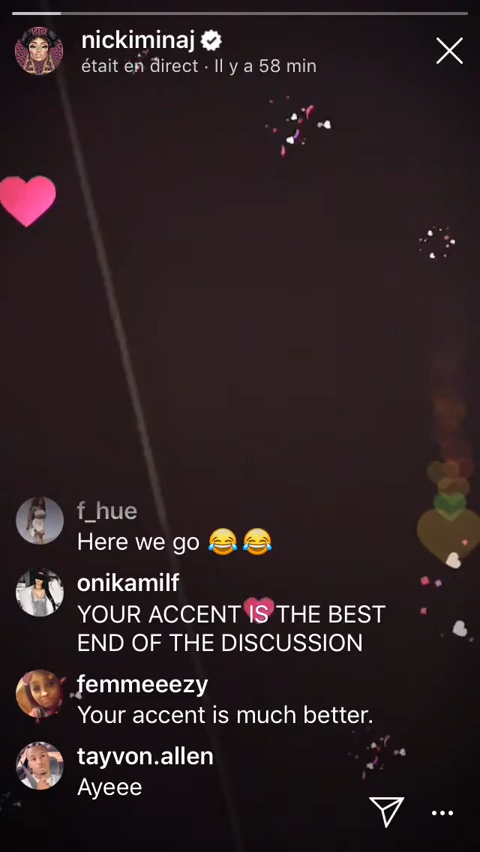 nickiminaj
était en direct · Il y a 58 min
f_hue
Here we go 😂😂
onikamilf
YOUR ACCENT IS THE BEST
END OF THE DISCUSSION
femmeeezy
Your accent is much better.
tayvon.allen
Ayeee